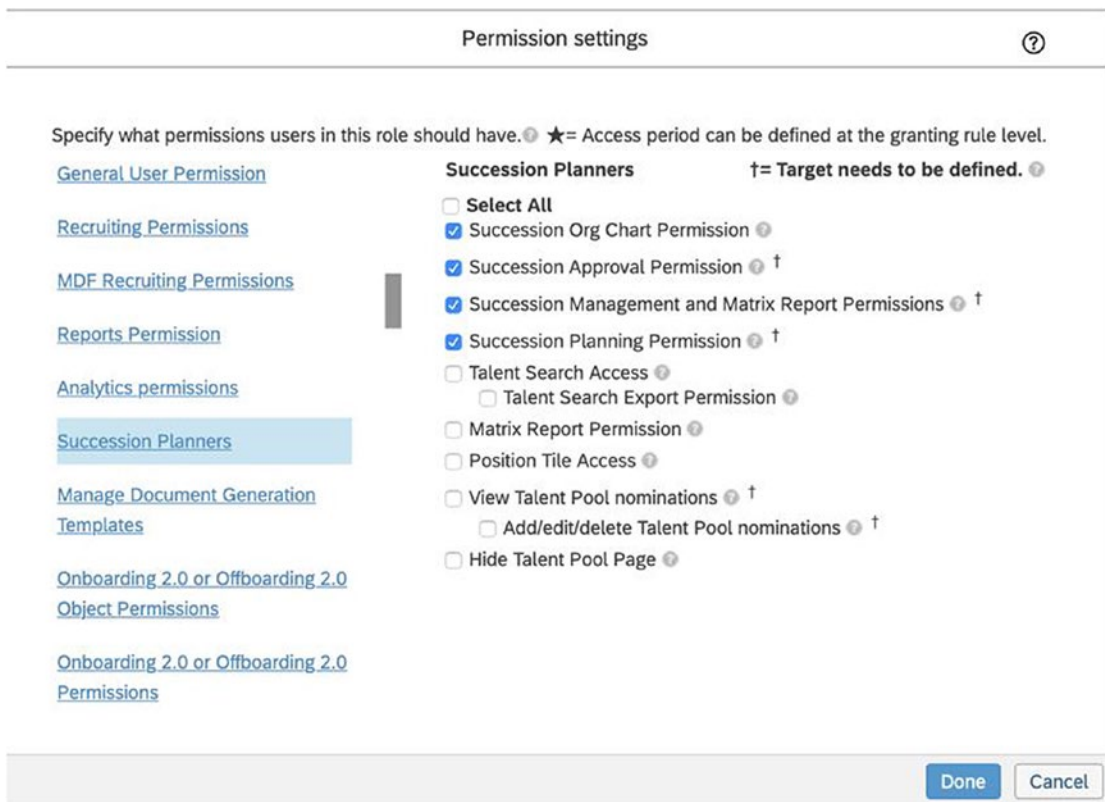 Permission settings
Specify what permissions users in this role should have. ★= Access period can be defined at the granting rule level.
General User Permission
Recruiting Permissions
MDF Recruiting Permissions
Reports Permission
Analytics permissions
Succession Planners
Manage Document Generation
Templates
Onboarding 2.0 or Offboarding 2.0
Object Permissions
Onboarding 2.0 or Offboarding 2.0
Permissions
Succession Planners
†= Target needs to be defined.
Select All
Succession Org Chart Permission
Succession Approval Permission †
Succession Management and Matrix Report Permissions †
Succession Planning Permission †
Talent Search Access
Talent Search Export Permission
Matrix Report Permission
Position Tile Access
View Talent Pool nominations †
Add/edit/delete Talent Pool nominations †
Hide Talent Pool Page
Done
Cancel